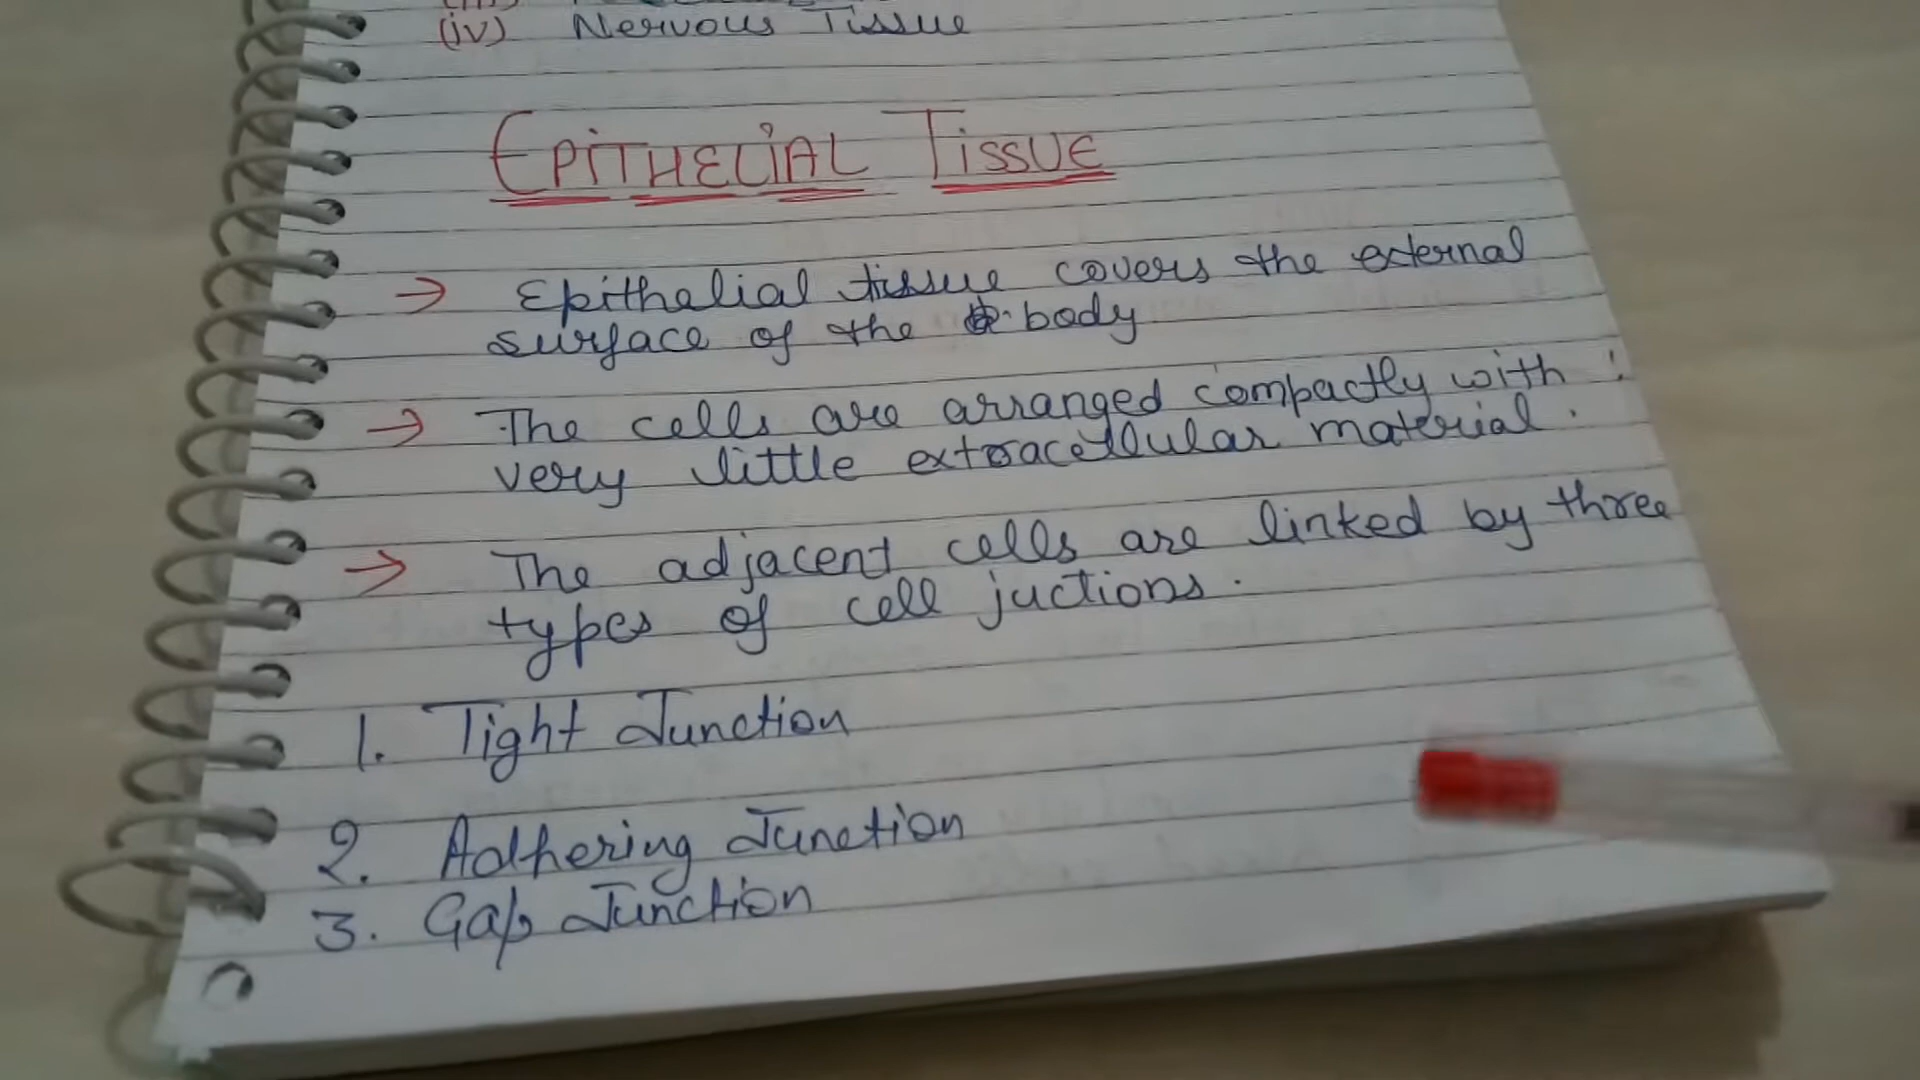 (iv) Nervous Tissue
EPITHELIAL TISSUE
→ Epithelial tissue covers the external
surface of the body
→ The cells are arranged compactly with
very little extracellular material.
→ The adjacent cells are linked by three
types of cell juctions.
1. Tight Junction
2. Adhering Junction
3. Gap Junction